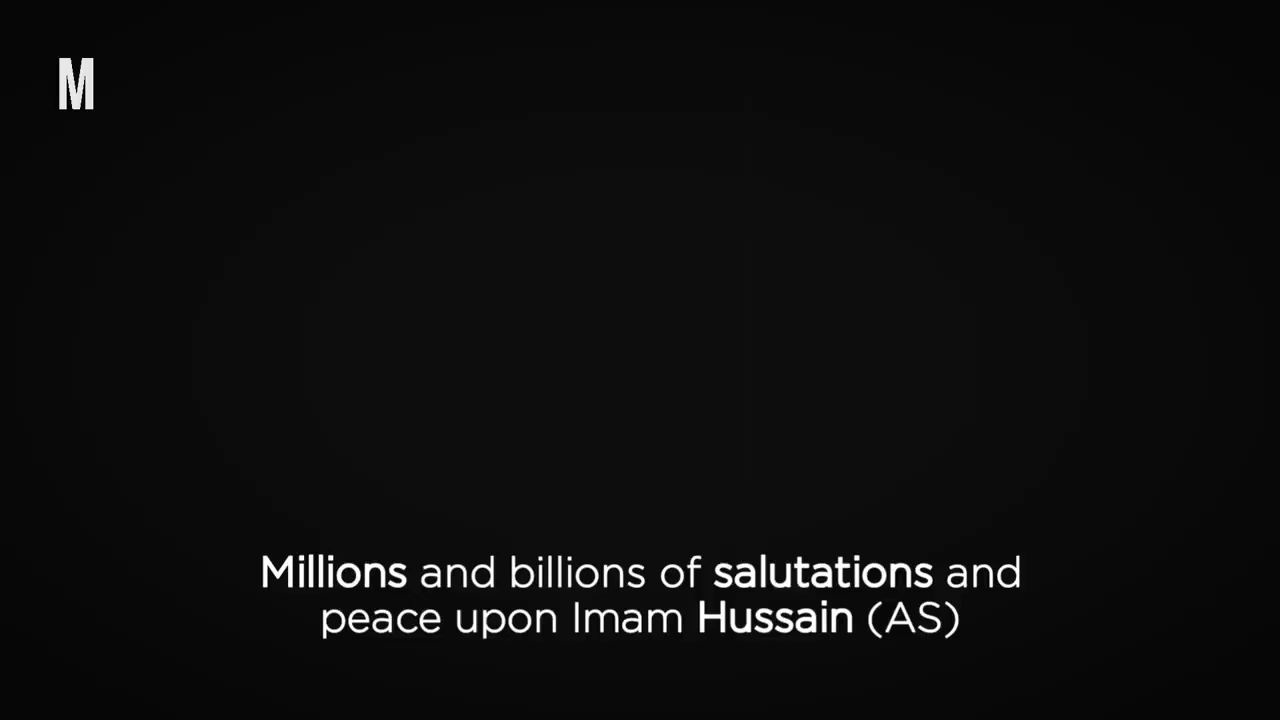 M
Millions and billions of salutations and
peace upon Imam Hussain (AS)